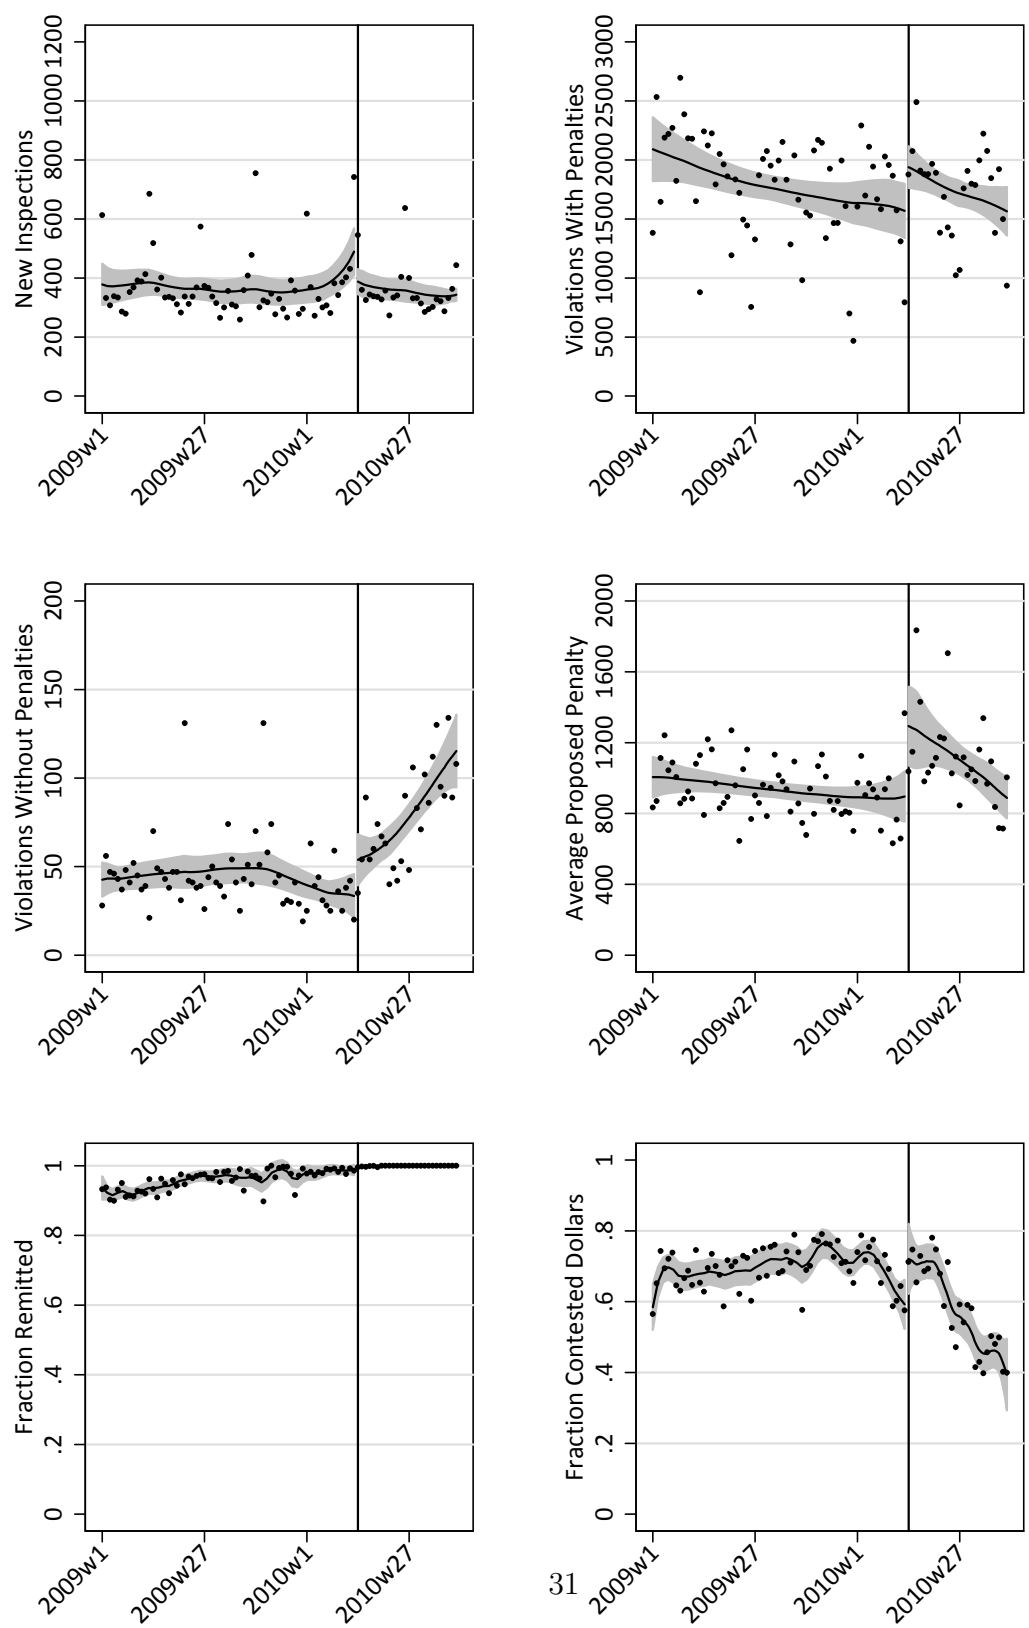 New Inspections
0 200 400 600 800 1000 1200
2009w1 2009w27 2010w1 2010w27
Violations With Penalties
0 500 1000 1500 2000 2500 3000
2009w1 2009w27 2010w1 2010w27
Violations Without Penalties
0 50 100 150 200
2009w1 2009w27 2010w1 2010w27
Average Proposed Penalty
0 400 800 1200 1600 2000
2009w1 2009w27 2010w1 2010w27
Fraction Remitted
0 .2 .4 .6 .8 1
2009w1 2009w27 2010w1 2010w27
Fraction Contested Dollars
0 .2 .4 .6 .8 1
2009w1 2009w27 2010w1 2010w27
31